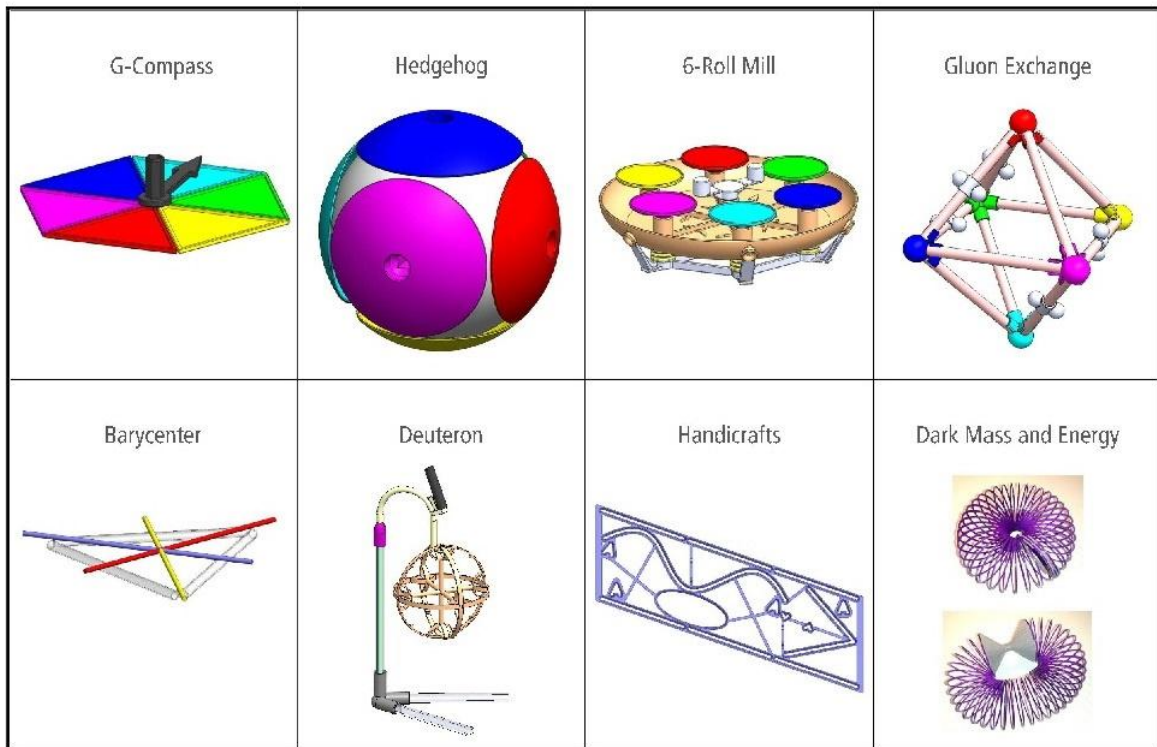 G-Compass
Hedgehog
6-Roll Mill
Gluon Exchange
Barycenter
Deuteron
Handicrafts
Dark Mass and Energy